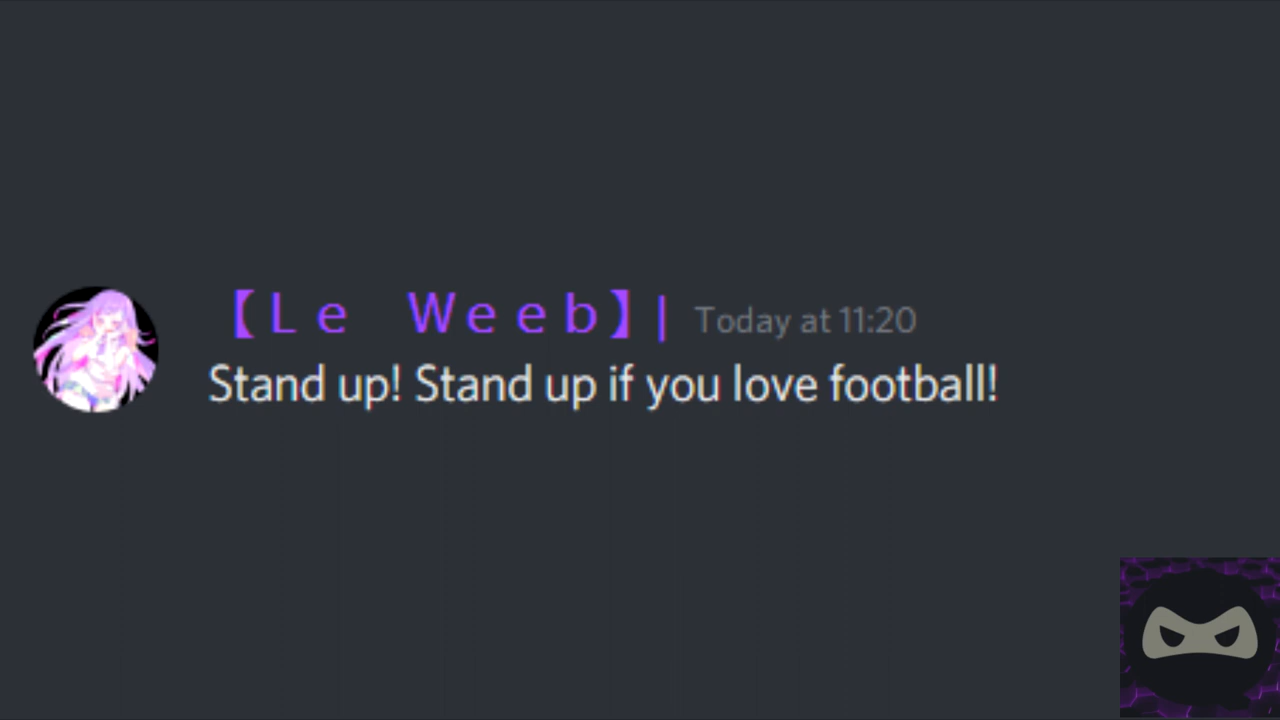 【Ｌｅ　Ｗｅｅｂ】| Today at 11:20
Stand up! Stand up if you love football!